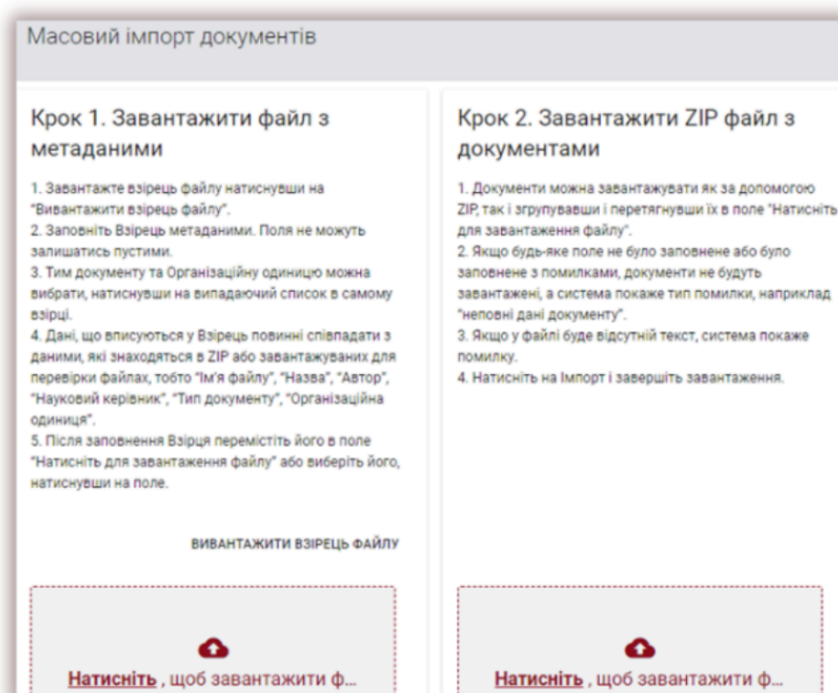 Масовий імпорт документів
Крок 1. Завантажити файл з
метаданими
1. Завантажте взірець файлу натиснувши на
"Вивантажити взірець файлу".
2. Заповніть Взірець метаданими. Поля не можуть
залишатись пустими.
3. Тим документу та Організаційну одиницю можна
вибрати, натиснувши на випадаючий список в самому
взірці.
4. Дані, що вписуються у Взірець повинні співпадати з
даними, які знаходяться в ZIP або завантажуваних для
перевірки файлах, тобто "Ім'я файлу", "Назва", "Автор",
"Науковий керівник", "Тип документу", "Організаційна
одиниця".
5. Після заповнення Взірця перемістіть його в поле
"Натисніть для завантаження файлу" або виберіть його,
натиснувши на поле.
ВИВАНТАЖИТИ ВЗІРЕЦЬ ФАЙЛУ
Натисніть , щоб завантажити ф...
Крок 2. Завантажити ZIP файл з
документами
1. Документи можна завантажувати як за допомогою
ZIP, так і згрупувавши і перетягнувши їх в поле "Натисніть
для завантаження файлу".
2. Якщо будь-яке поле не було заповнене або було
заповнене з помилками, документи не будуть
завантажені, а система покаже тип помилки, наприклад
"неповні дані документу".
3. Якщо у файлі буде відсутній текст, система покаже
помилку.
4. Натисніть на Імпорт і завершіть завантаження.
Натисніть , щоб завантажити ф...